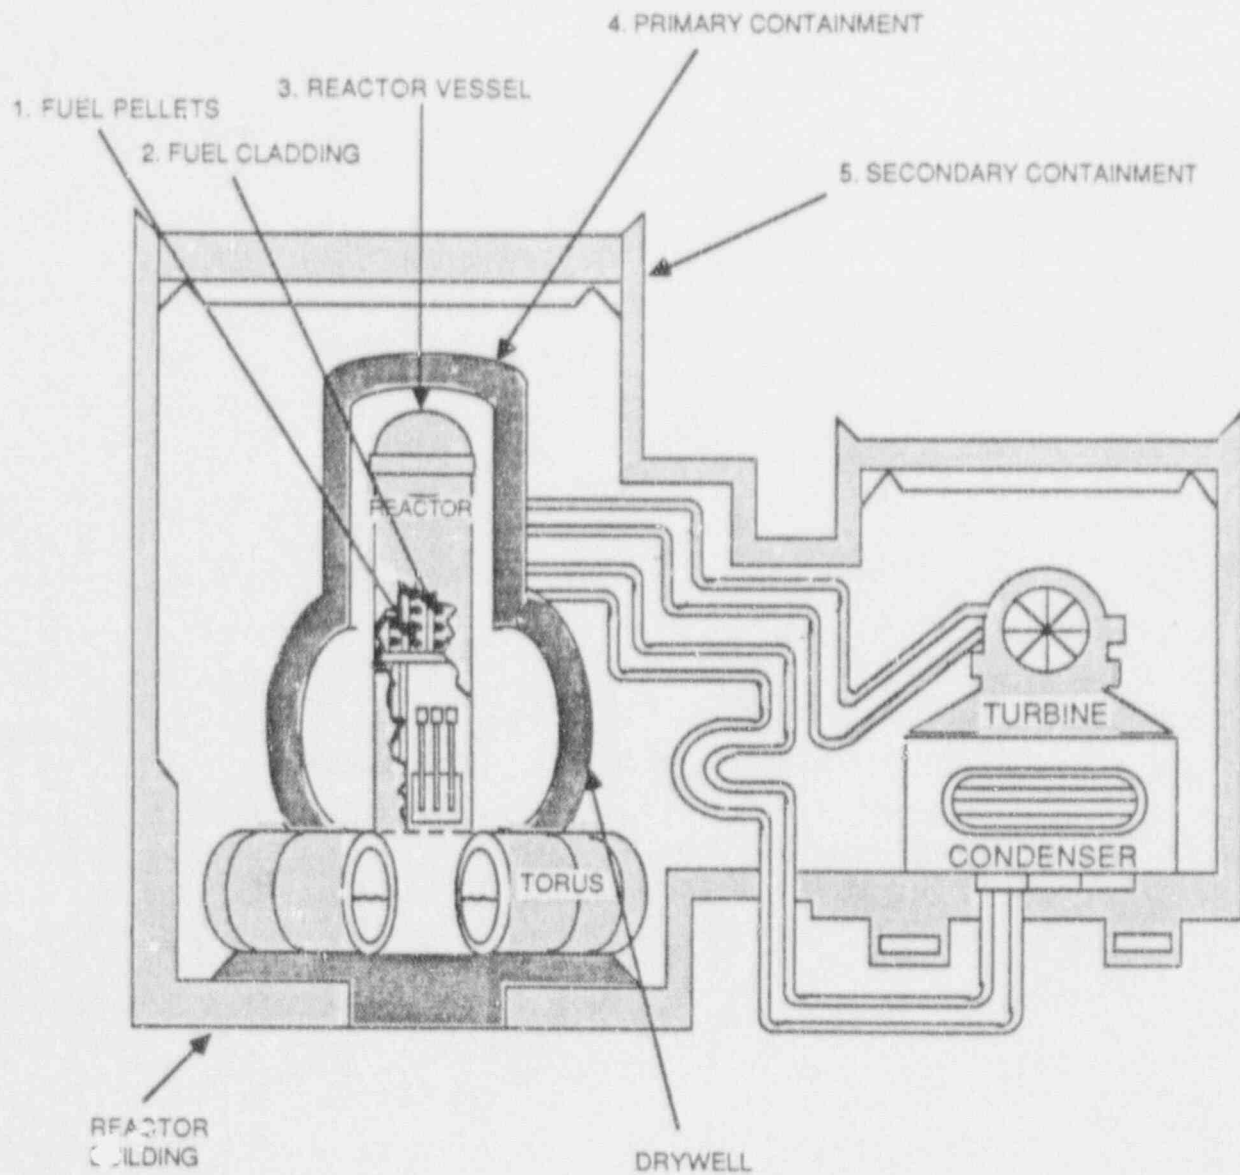 4. PRIMARY CONTAINMENT
3. REACTOR VESSEL
1. FUEL PELLETS
2. FUEL CLADDING
5. SECONDARY CONTAINMENT
REACTOR
TURBINE
CONDENSER
TORUS
REACTOR
DRYWELL